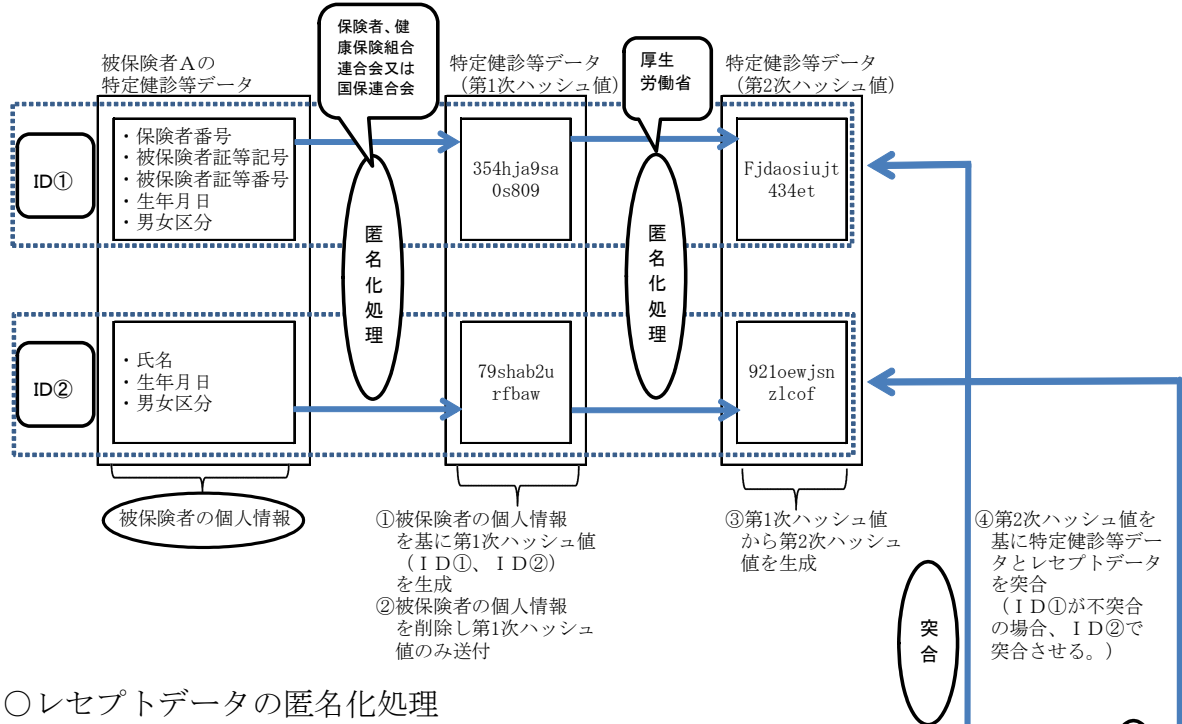 保険者、健
康保険組合
連合会又は
国保連合会
厚生
労働省
被保険者Aの
特定健診等データ
特定健診等データ
（第1次ハッシュ値）
特定健診等データ
（第2次ハッシュ値）
ID①
・保険者番号
・被保険者証等記号
・被保険者証等番号
・生年月日
・男女区分
354hja9sa
0s809
Fjdaosiujt
434et
匿名化処理
匿名化処理
ID②
・氏名
・生年月日
・男女区分
79shab2u
rfbaw
921oewjsn
zlcof
被保険者の個人情報
①被保険者の個人情報
を基に第1次ハッシュ値
（ＩＤ①、ＩＤ②）
を生成
②被保険者の個人情報
を削除し第1次ハッシュ
値のみ送付
③第1次ハッシュ値
から第2次ハッシュ
値を生成
④第2次ハッシュ値を
基に特定健診等デー
タとレセプトデータ
を突合
（ＩＤ①が不突合
の場合、ＩＤ②で
突合させる。）
突合
○レセプトデータの匿名化処理